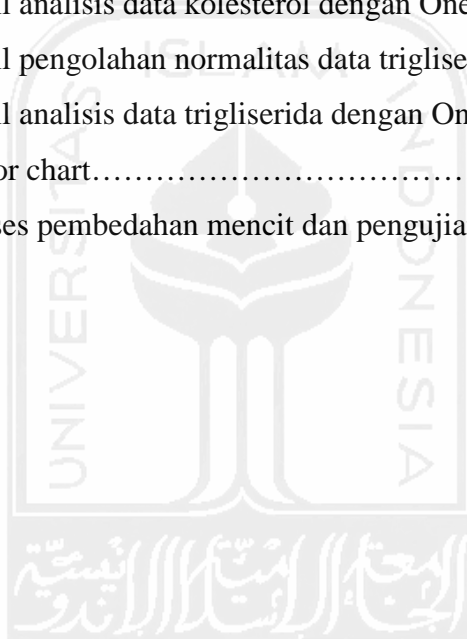 l analisis data kolesterol dengan One
l pengolahan normalitas data triglise
l analisis data trigliserida dengan On
or chart……………………………
ses pembedahan mencit dan pengujia
ISLAM
UNIVERSITAS
INDONESIA